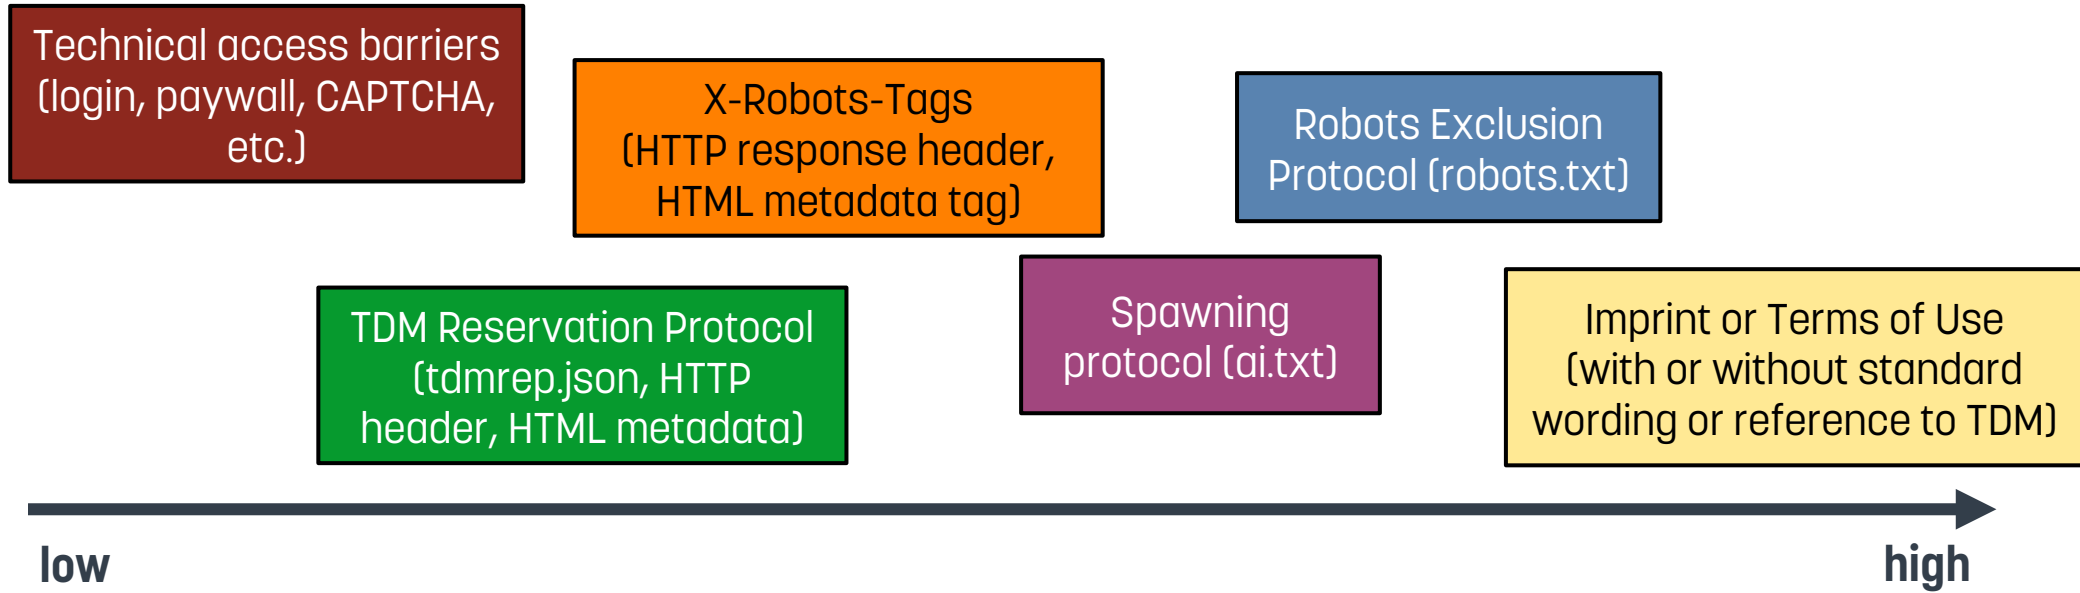 Technical access barriers
(login, paywall, CAPTCHA,
etc.)
X-Robots-Tags
(HTTP response header,
HTML metadata tag)
Robots Exclusion
Protocol (robots.txt)
TDM Reservation Protocol
(tdmrep.json, HTTP
header, HTML metadata)
Spawning
protocol (ai.txt)
Imprint or Terms of Use
(with or without standard
wording or reference to TDM)
low
high